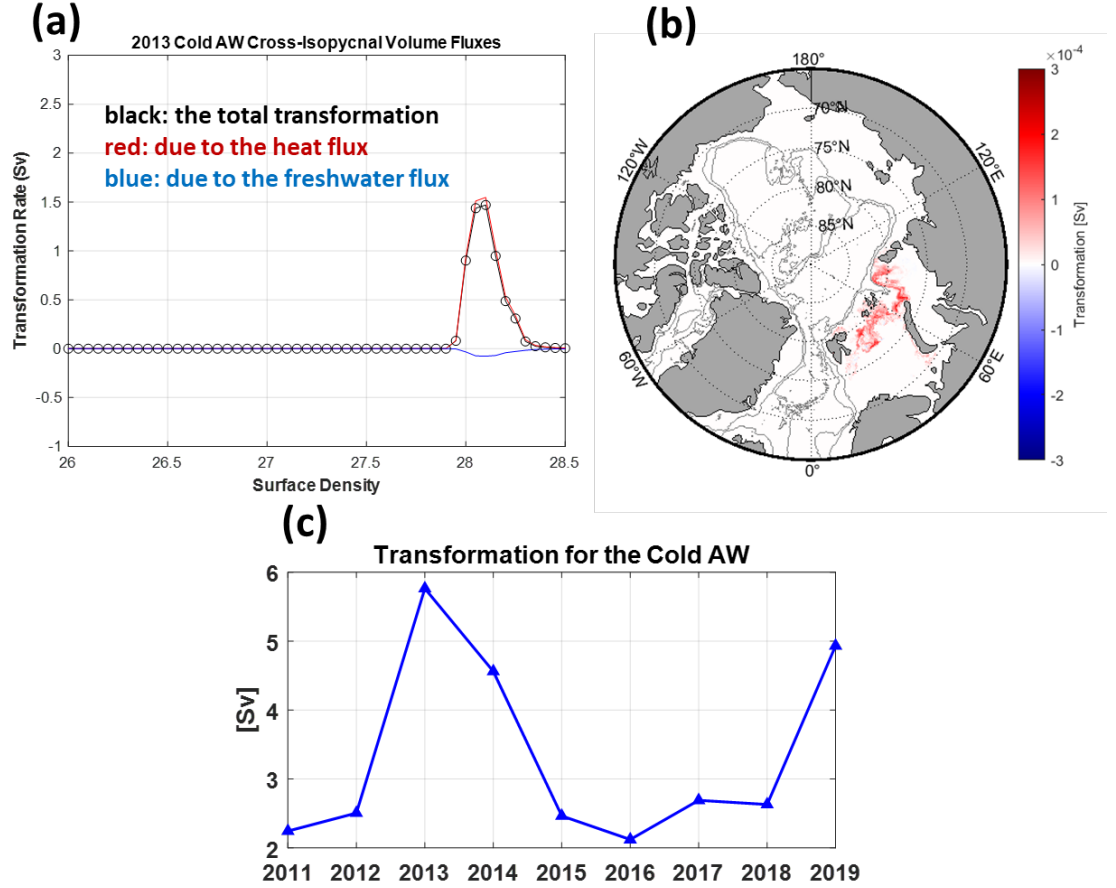 (a)
2013 Cold AW Cross-Isopycnal Volume Fluxes
black: the total transformation
red: due to the heat flux
blue: due to the freshwater flux
Transformation Rate (Sv)
3
2.5
2
1.5
1
0.5
0
-0.5
-1
26
26.5
27
27.5
28
28.5
Surface Density
(b)
180°
120°W
120°E
70°N
75°N
80°N
85°N
60°W
60°E
0°
×10⁻⁴
3
2
1
0
-1
-2
-3
Transformation [Sv]
(c)
Transformation for the Cold AW
[Sv]
6
5
4
3
2
2011
2012
2013
2014
2015
2016
2017
2018
2019